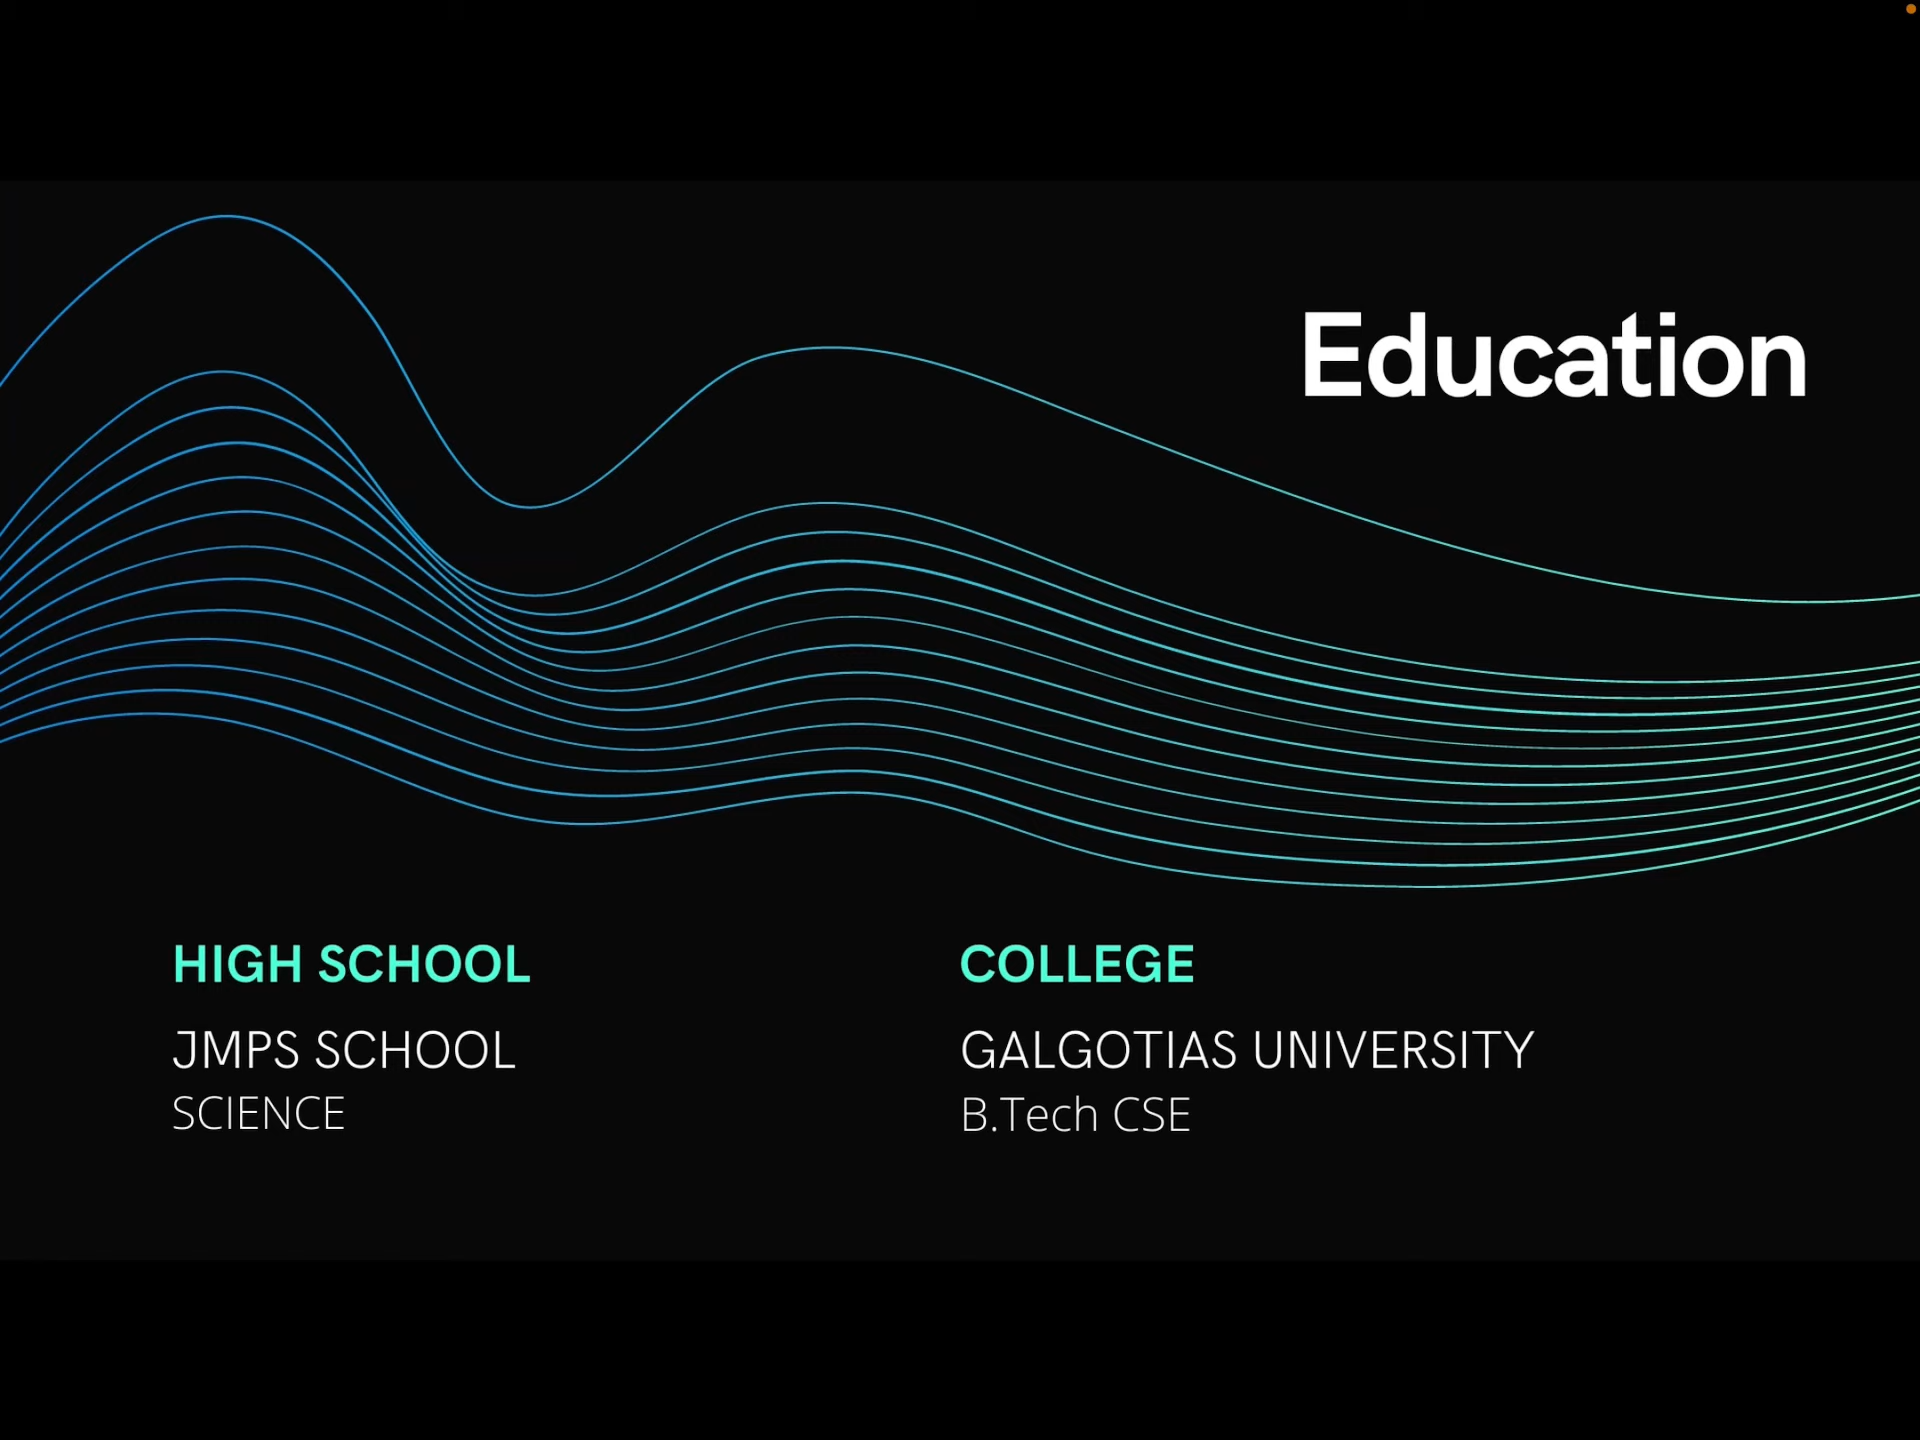 Education
HIGH SCHOOL
JMPS SCHOOL
SCIENCE
COLLEGE
GALGOTIAS UNIVERSITY
B.Tech CSE